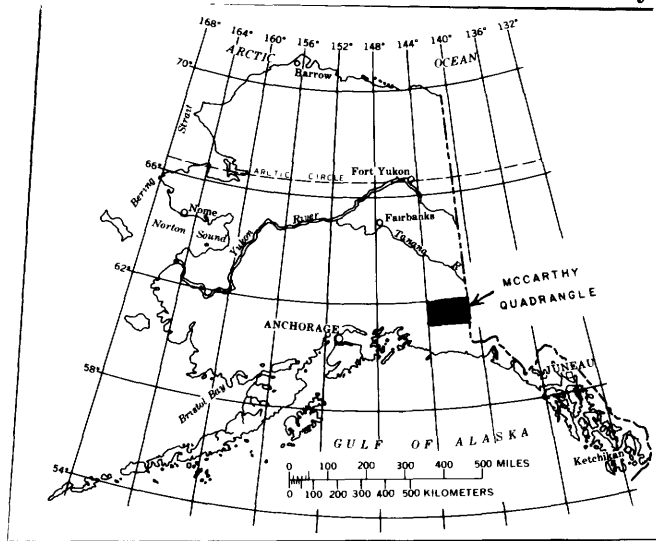 168° 164° 160° 156° 152° 148° 144° 140° 136° 132°
ARCTIC OCEAN
70°
Barrow
Strait
66°
ARCTIC CIRCLE
Fort Yukon
Bering
Nome
Fairbanks
Norton Sound
Yukon River
Tanana R
62°
MCCARTHY
QUADRANGLE
ANCHORAGE
58°
JUNEAU
Bristol Bay
GULF OF ALASKA
Ketchikan
54°
0 100 200 300 400 500 MILES
0 100 200 300 400 500 KILOMETERS